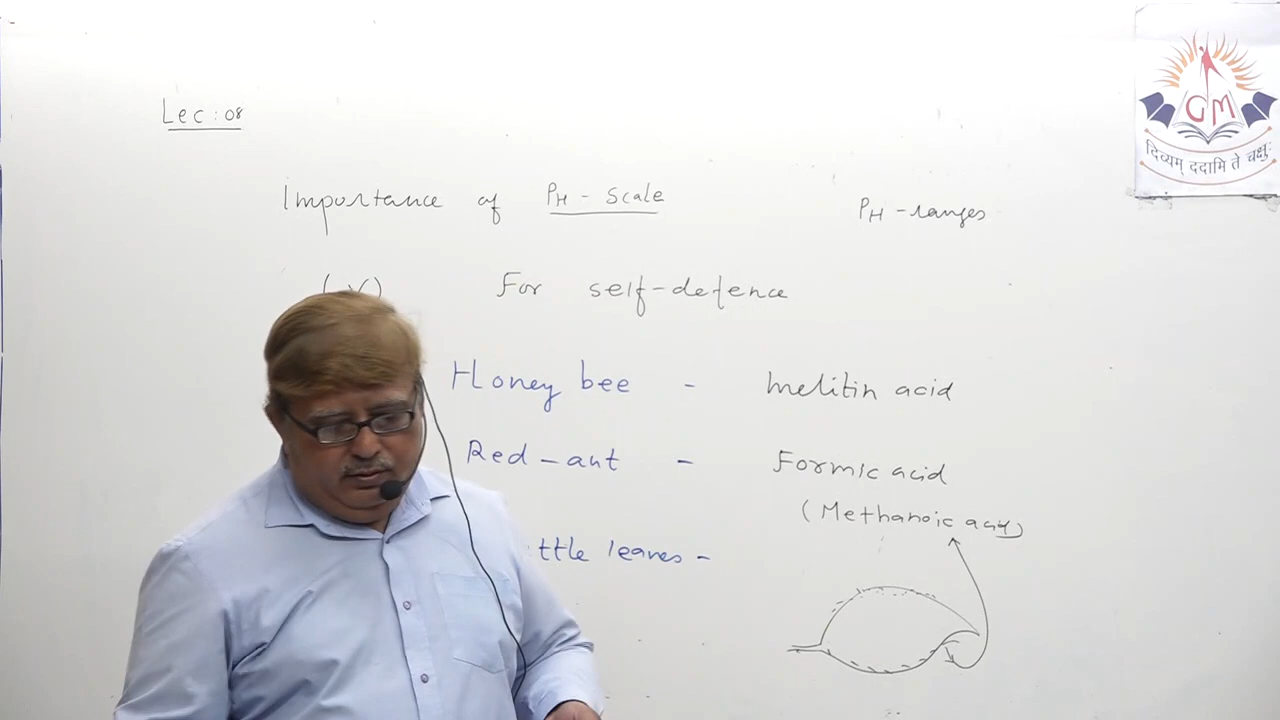 Lec : 08
GM
दिव्यम् ददामि ते चक्षुः
Importance of PH - Scale
PH - ranges
For self-defence
Honey bee - Melitin acid
Red - ant - Formic acid
(Methanoic acid)
ttle leaves -